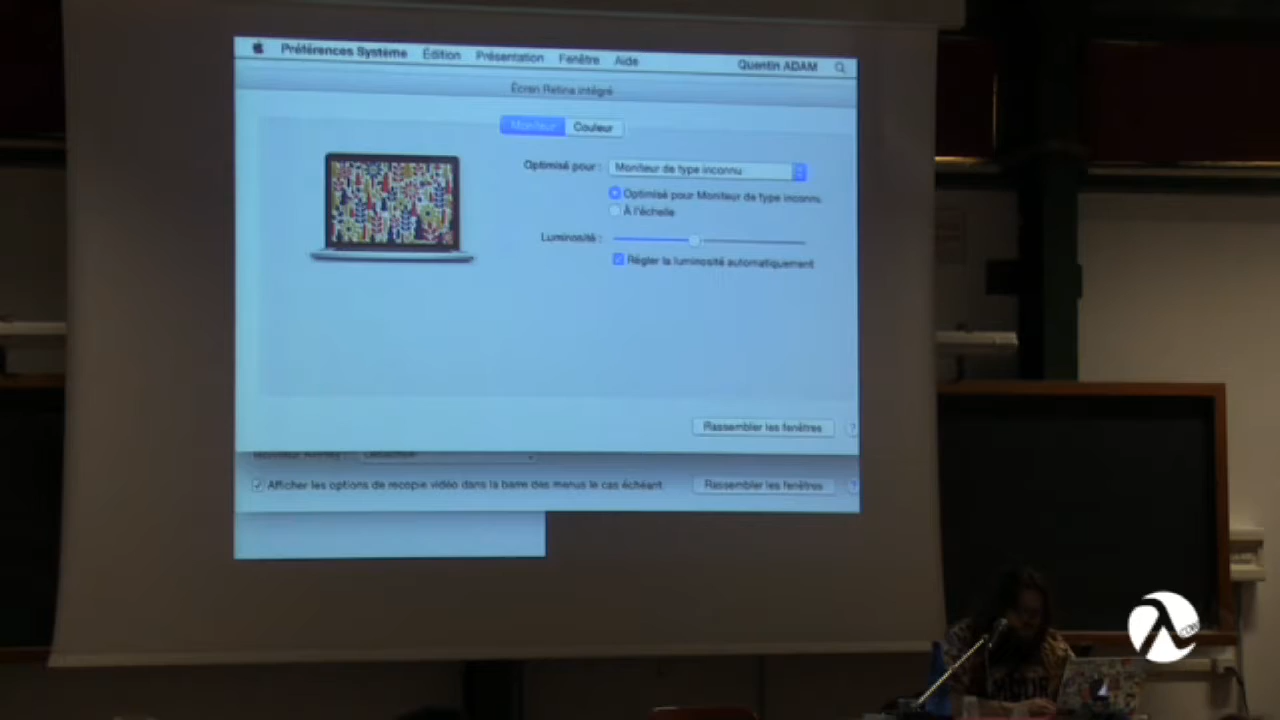 Préférences Système Édition Présentation Fenêtre Aide Quentin ADAM
Écran Retina intégré
Moniteur Couleur
Optimisé pour : Moniteur de type inconnu
Optimisé pour Moniteur de type inconnu
À l'échelle
Luminosité :
Régler la luminosité automatiquement
Rassembler les fenêtres ?
Afficher les options de recopie vidéo dans la barre des menus le cas échéant Rassembler les fenêtres ?